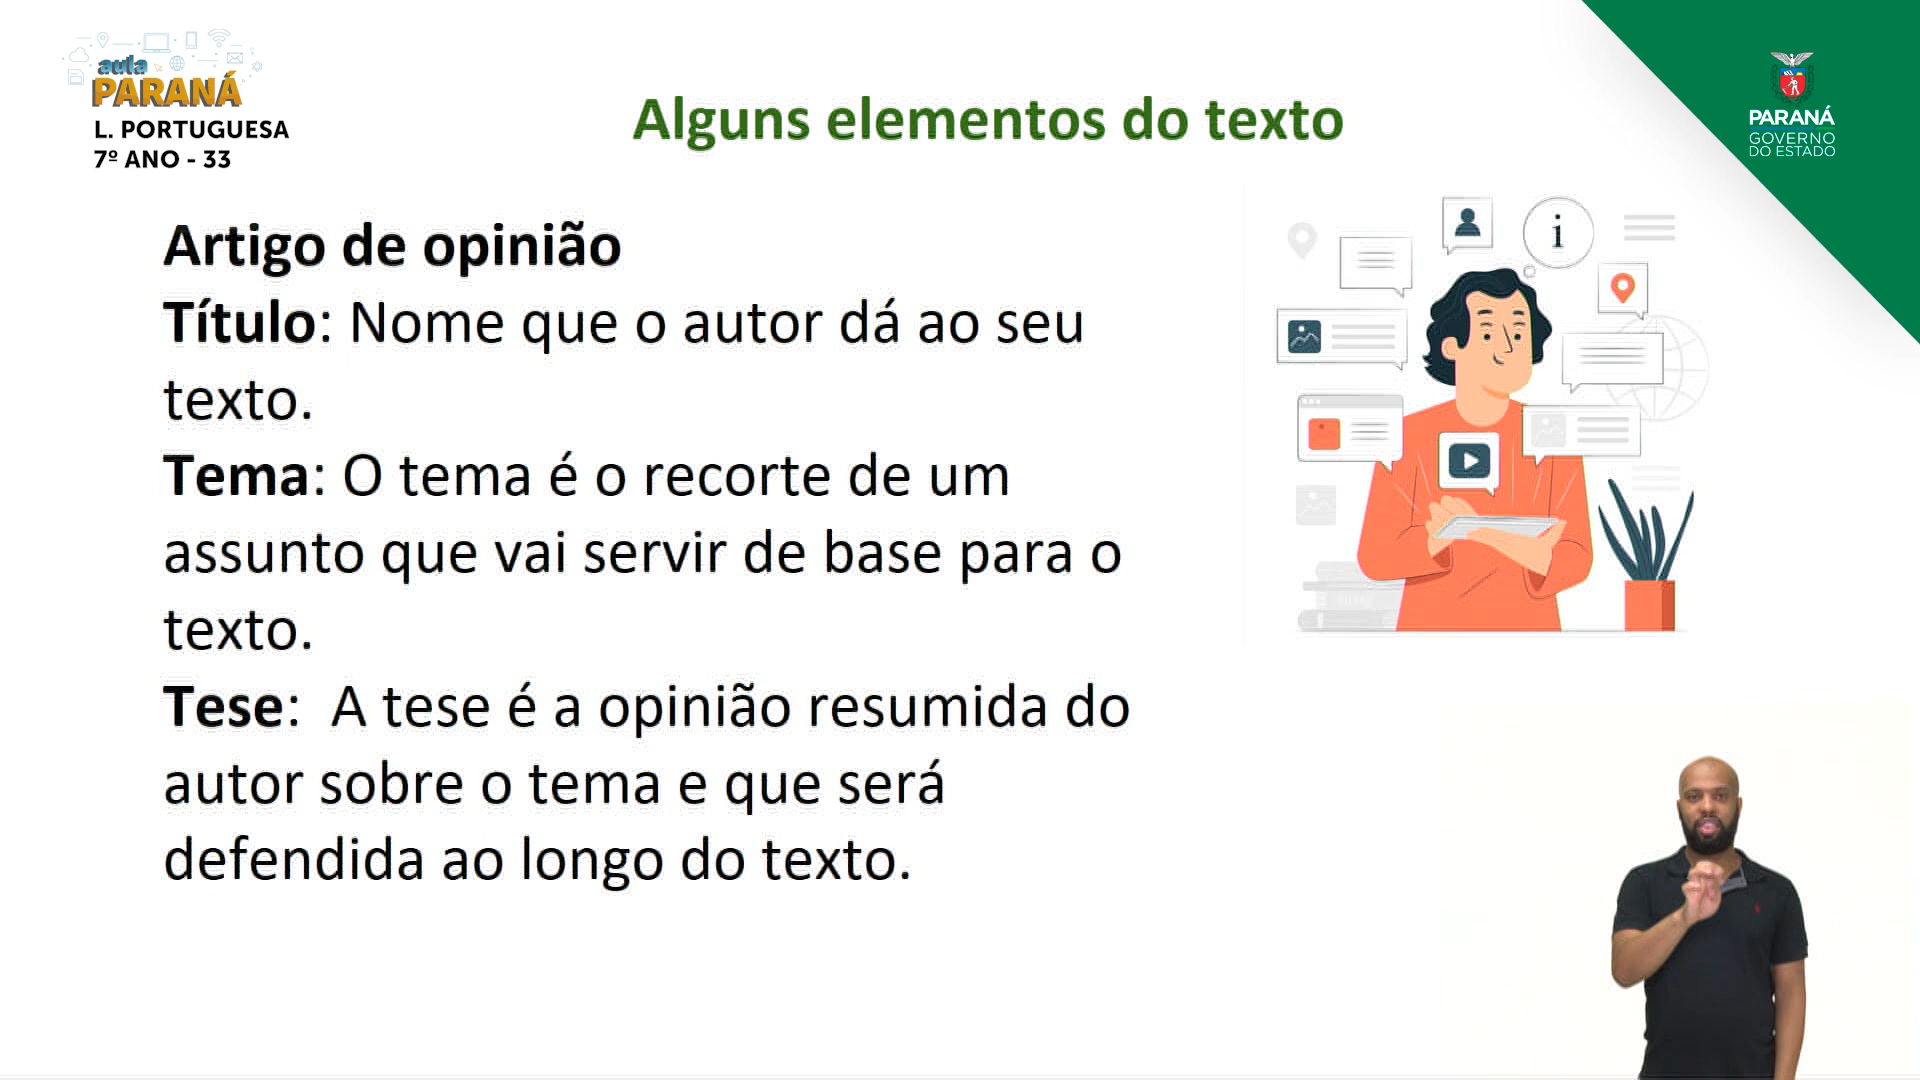 aula
PARANÁ
L. PORTUGUESA
7º ANO - 33
Alguns elementos do texto
PARANÁ
GOVERNO
DO ESTADO
Artigo de opinião
Título: Nome que o autor dá ao seu
texto.
Tema: O tema é o recorte de um
assunto que vai servir de base para o
texto.
Tese:  A tese é a opinião resumida do
autor sobre o tema e que será
defendida ao longo do texto.
i